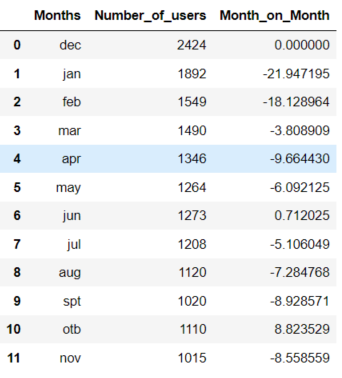 Months Number_of_users Month_on_Month
0 dec 2424 0.000000
1 jan 1892 -21.947195
2 feb 1549 -18.128964
3 mar 1490 -3.808909
4 apr 1346 -9.664430
5 may 1264 -6.092125
6 jun 1273 0.712025
7 jul 1208 -5.106049
8 aug 1120 -7.284768
9 spt 1020 -8.928571
10 otb 1110 8.823529
11 nov 1015 -8.558559